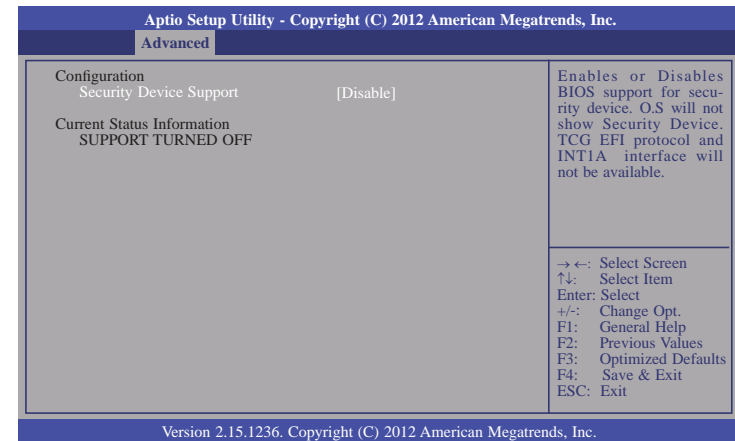 Aptio Setup Utility - Copyright (C) 2012 American Megatrends, Inc.
Advanced
Configuration
Security Device Support [Disable]
Current Status Information
SUPPORT TURNED OFF
Enables or Disables
BIOS support for secu-
rity device. O.S will not
show Security Device.
TCG EFI protocol and
INT1A interface will
not be available.
→←: Select Screen
↑↓: Select Item
Enter: Select
+/-: Change Opt.
F1: General Help
F2: Previous Values
F3: Optimized Defaults
F4: Save & Exit
ESC: Exit
Version 2.15.1236. Copyright (C) 2012 American Megatrends, Inc.